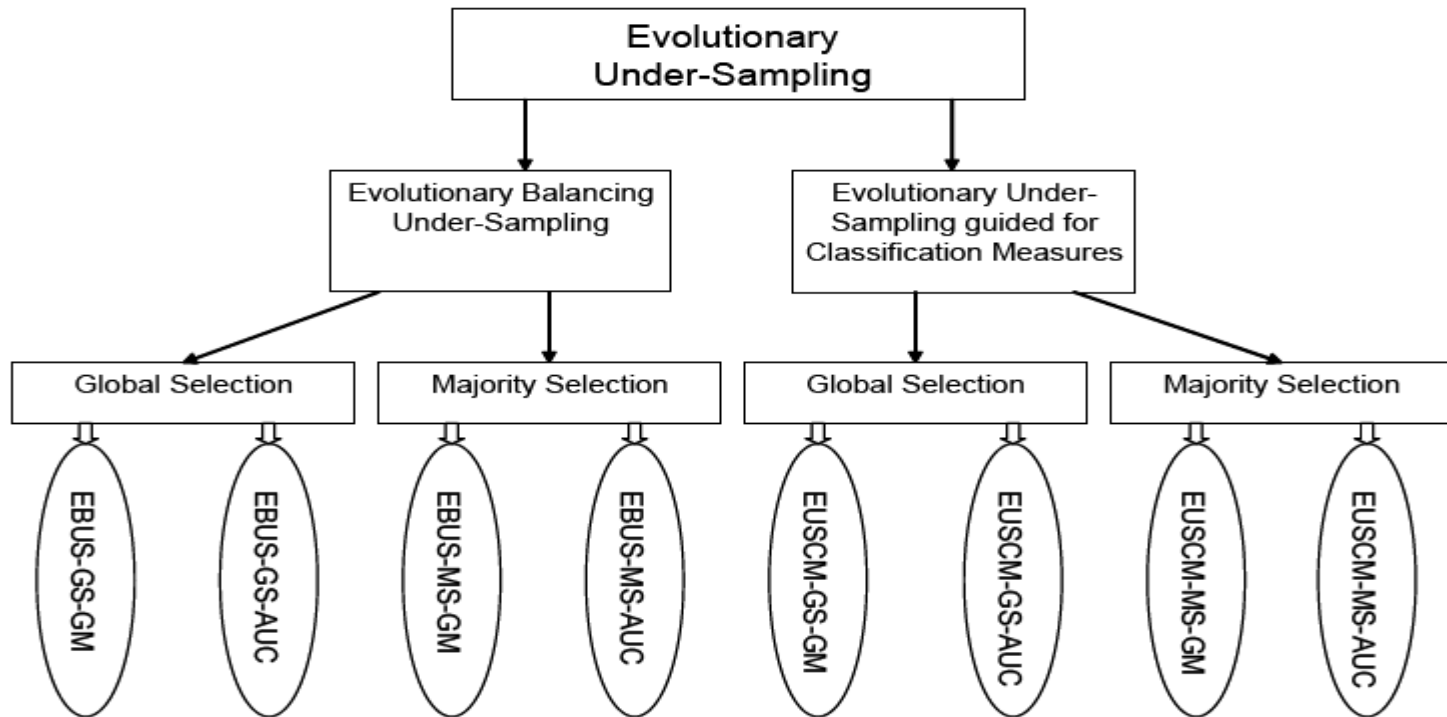 Evolutionary
Under-Sampling
Evolutionary Balancing
Under-Sampling
Evolutionary Under-
Sampling guided for
Classification Measures
Global Selection
Majority Selection
Global Selection
Majority Selection
EBUS-GS-GM
EBUS-GS-AUC
EBUS-MS-GM
EBUS-MS-AUC
EUSCM-GS-GM
EUSCM-GS-AUC
EUSCM-MS-GM
EUSCM-MS-AUC